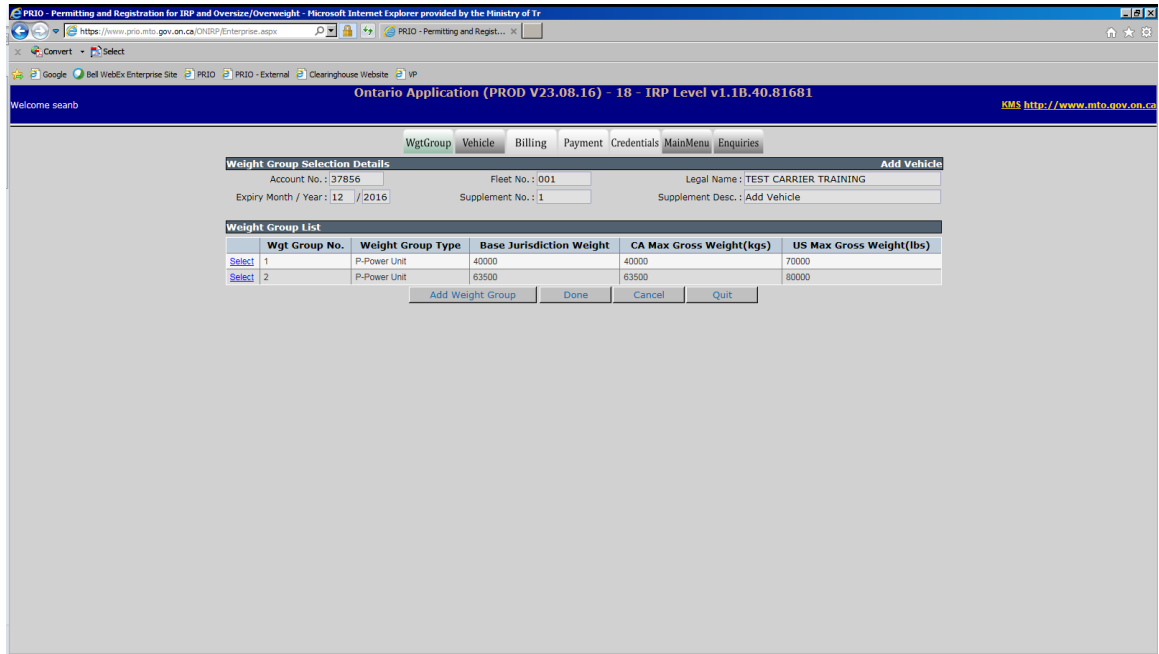 PRIO - Permitting and Registration for IRP and Oversize/Overweight - Microsoft Internet Explorer provided by the Ministry of Tr
https://www.prio.mto.gov.on.ca/ONIRP/Enterprise.aspx PRIO - Permitting and Regist...
x Convert Select
Google Bell WebEx Enterprise Site PRIO PRIO - External Clearinghouse Website VP
Ontario Application (PROD V23.08.16) - 18 - IRP Level v1.1B.40.81681
Welcome seanb KMS http://www.mto.gov.on.ca
WgtGroup Vehicle Billing Payment Credentials MainMenu Enquiries
Weight Group Selection Details Add Vehicle
Account No. : 37856 Fleet No. : 001 Legal Name : TEST CARRIER TRAINING
Expiry Month / Year : 12 / 2016 Supplement No. : 1 Supplement Desc. : Add Vehicle
Weight Group List
Wgt Group No. Weight Group Type Base Jurisdiction Weight CA Max Gross Weight(kgs) US Max Gross Weight(lbs)
Select 1 P-Power Unit 40000 40000 70000
Select 2 P-Power Unit 63500 63500 80000
Add Weight Group Done Cancel Quit